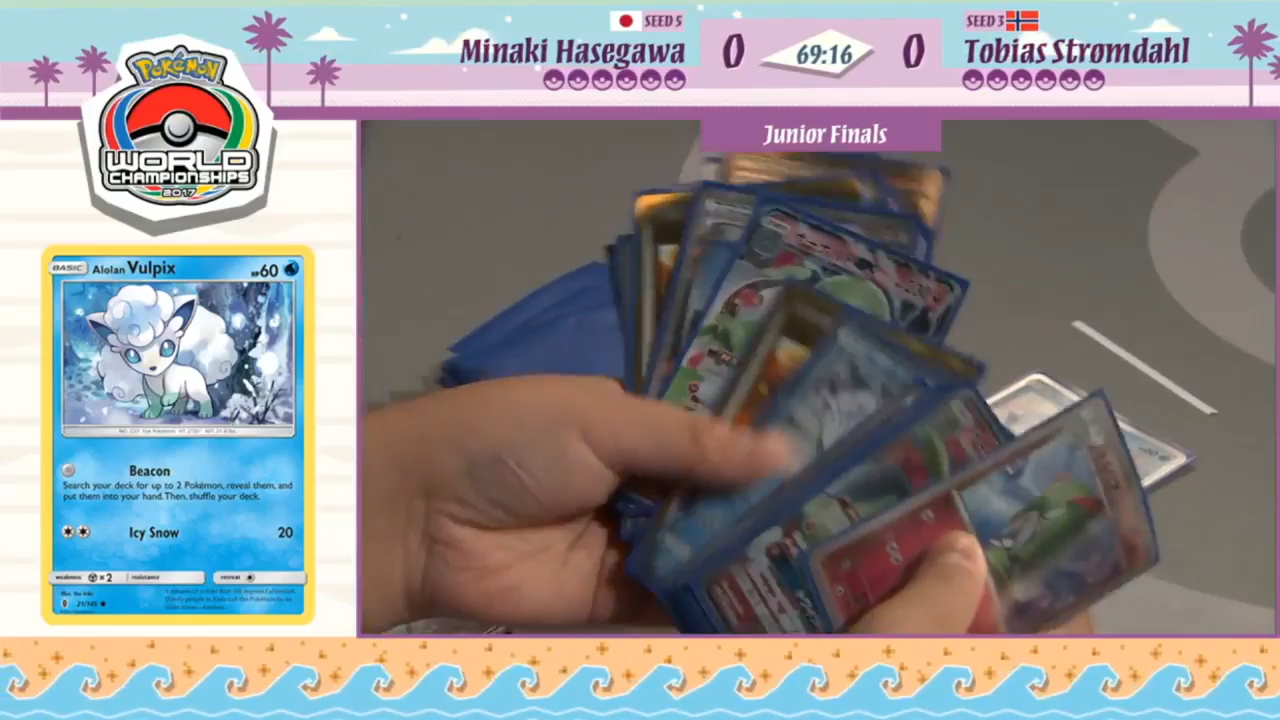 SEED 5
SEED 3
Minaki Hasegawa
0
69:16
0
Tobias Strømdahl
Junior Finals
POKÉMON
WORLD
CHAMPIONSHIPS
2017
BASIC Alolan Vulpix HP60
Beacon
Search your deck for up to 2 Pokémon, reveal them, and
put them into your hand. Then, shuffle your deck.
Icy Snow 20
weakness ×2 resistance retreat
21/145